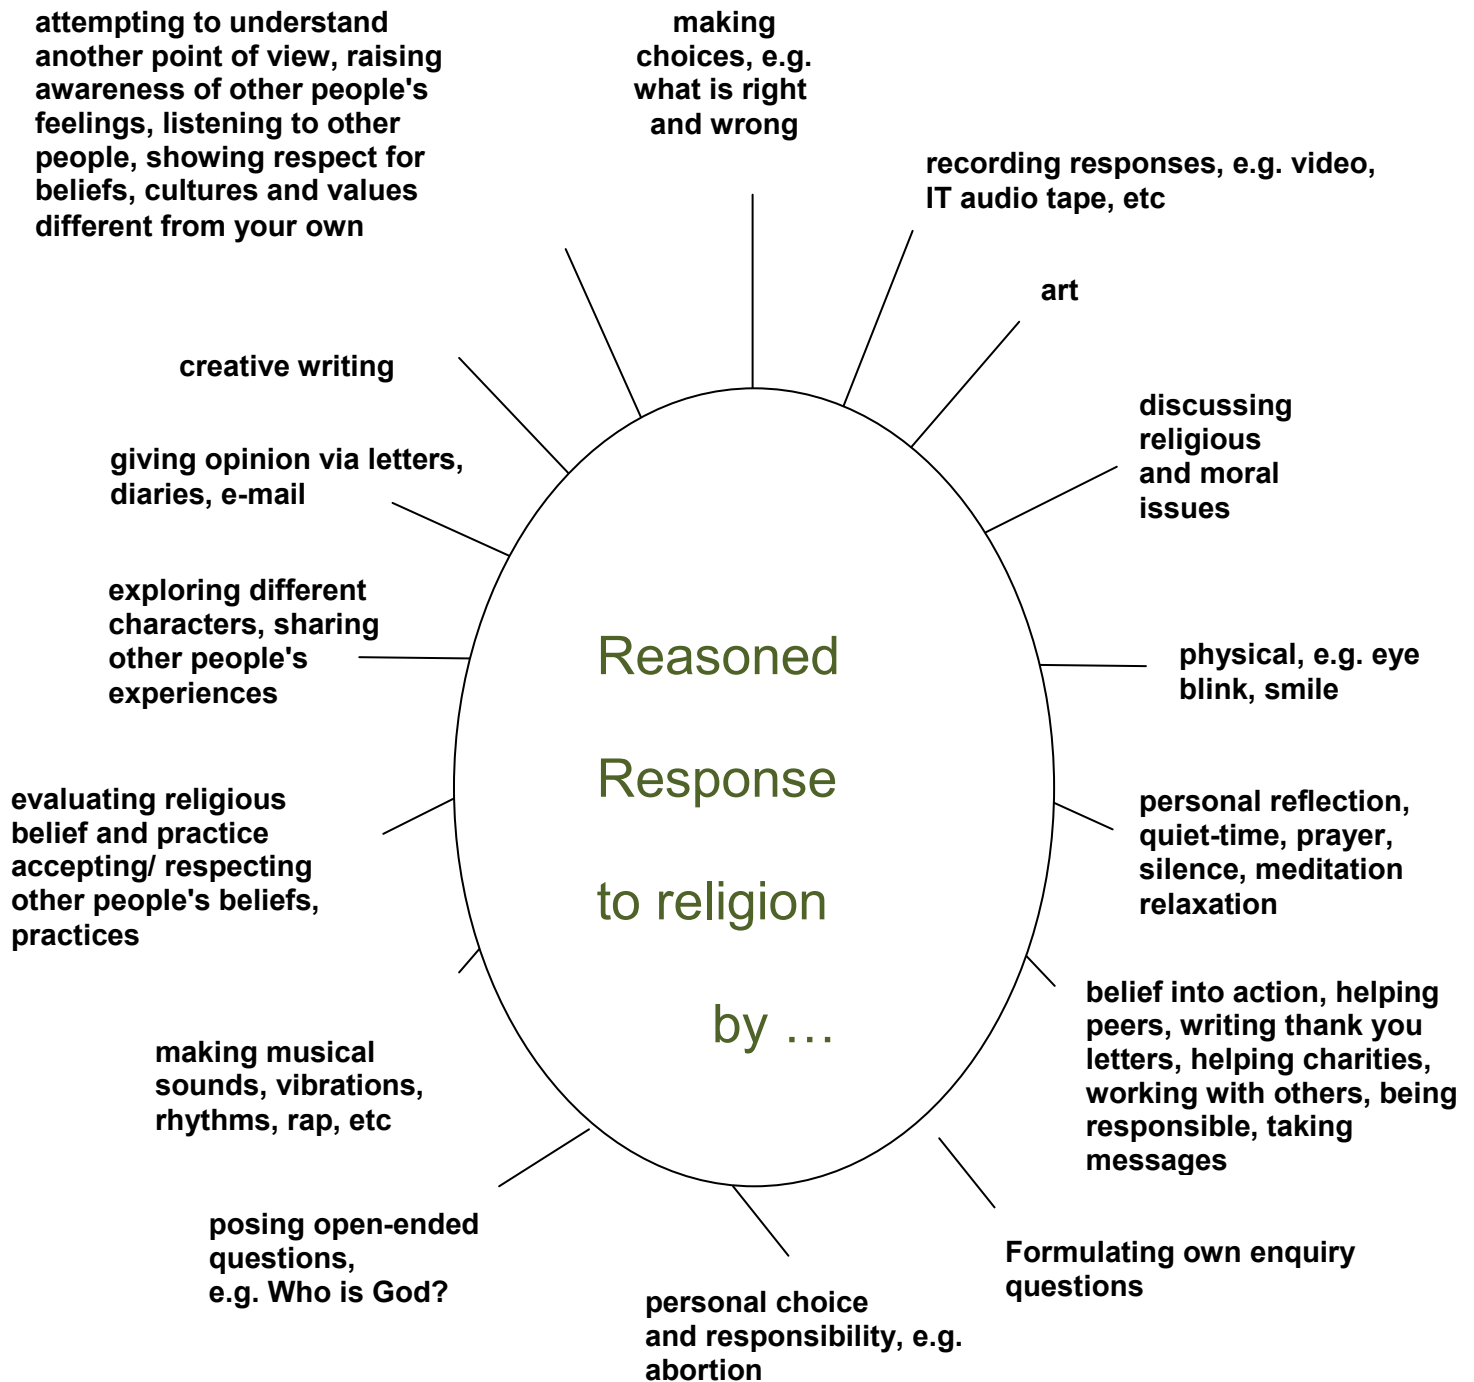 attempting to understand
another point of view, raising
awareness of other people's
feelings, listening to other
people, showing respect for
beliefs, cultures and values
different from your own
making
choices, e.g.
what is right
and wrong
recording responses, e.g. video,
IT audio tape, etc
art
creative writing
discussing
religious
and moral
issues
giving opinion via letters,
diaries, e-mail
exploring different
characters, sharing
other people's
experiences
Reasoned
Response
to religion
by …
physical, e.g. eye
blink, smile
evaluating religious
belief and practice
accepting/ respecting
other people's beliefs,
practices
personal reflection,
quiet-time, prayer,
silence, meditation
relaxation
belief into action, helping
peers, writing thank you
letters, helping charities,
working with others, being
responsible, taking
messages
making musical
sounds, vibrations,
rhythms, rap, etc
posing open-ended
questions,
e.g. Who is God?
personal choice
and responsibility, e.g.
abortion
Formulating own enquiry
questions